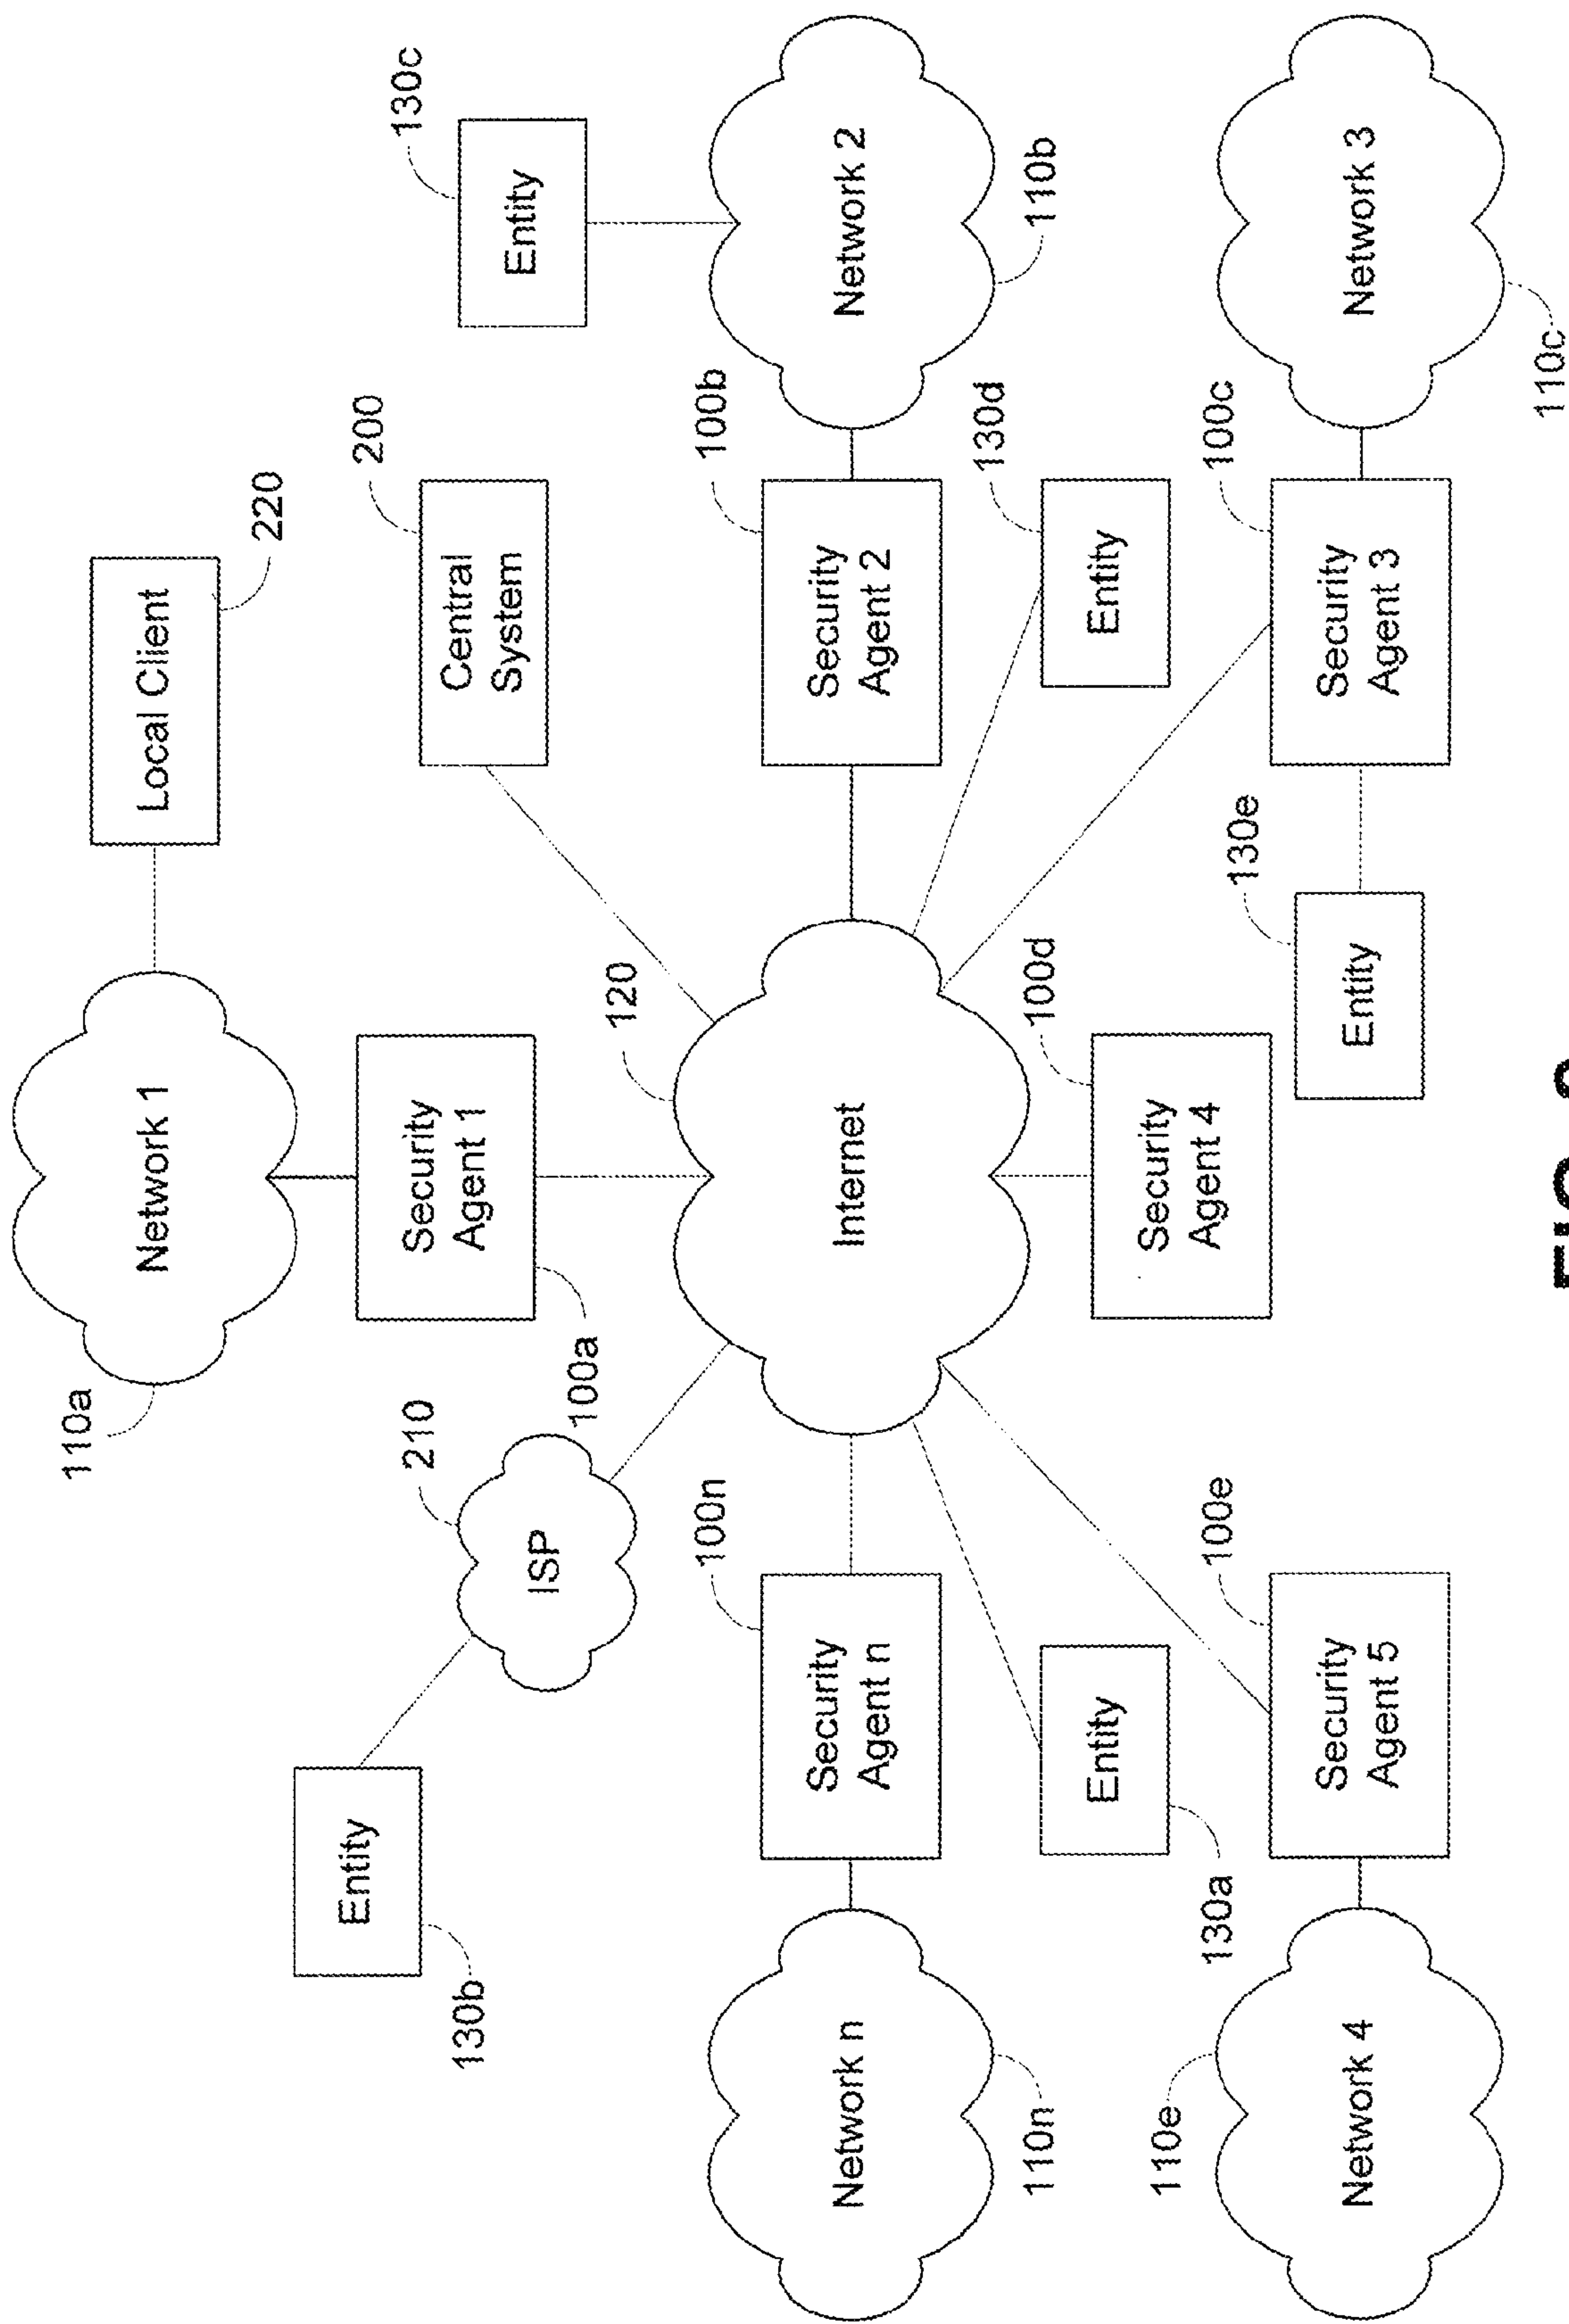 110a
Network 1
Local Client
220
Entity
130b
210
ISP
Security
Agent 1
100a
200
Central
System
130c
Entity
120
Internet
100n
Security
Agent n
Network n
110n
100b
Security
Agent 2
Network 2
110b
Entity
130a
100d
Security
Agent 4
130d
Entity
110e
Network 4
100e
Security
Agent 5
130e
Entity
100c
Security
Agent 3
Network 3
110c
FIG.